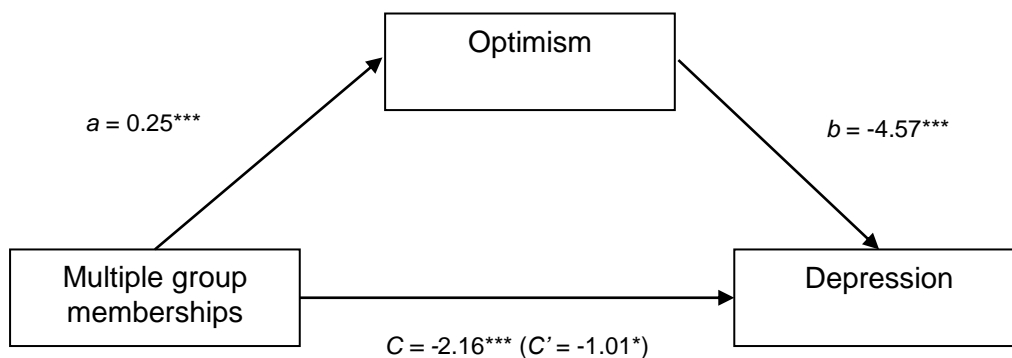 Optimism
a = 0.25***
b = -4.57***
Multiple group
memberships
Depression
C = -2.16*** (C’ = -1.01*)